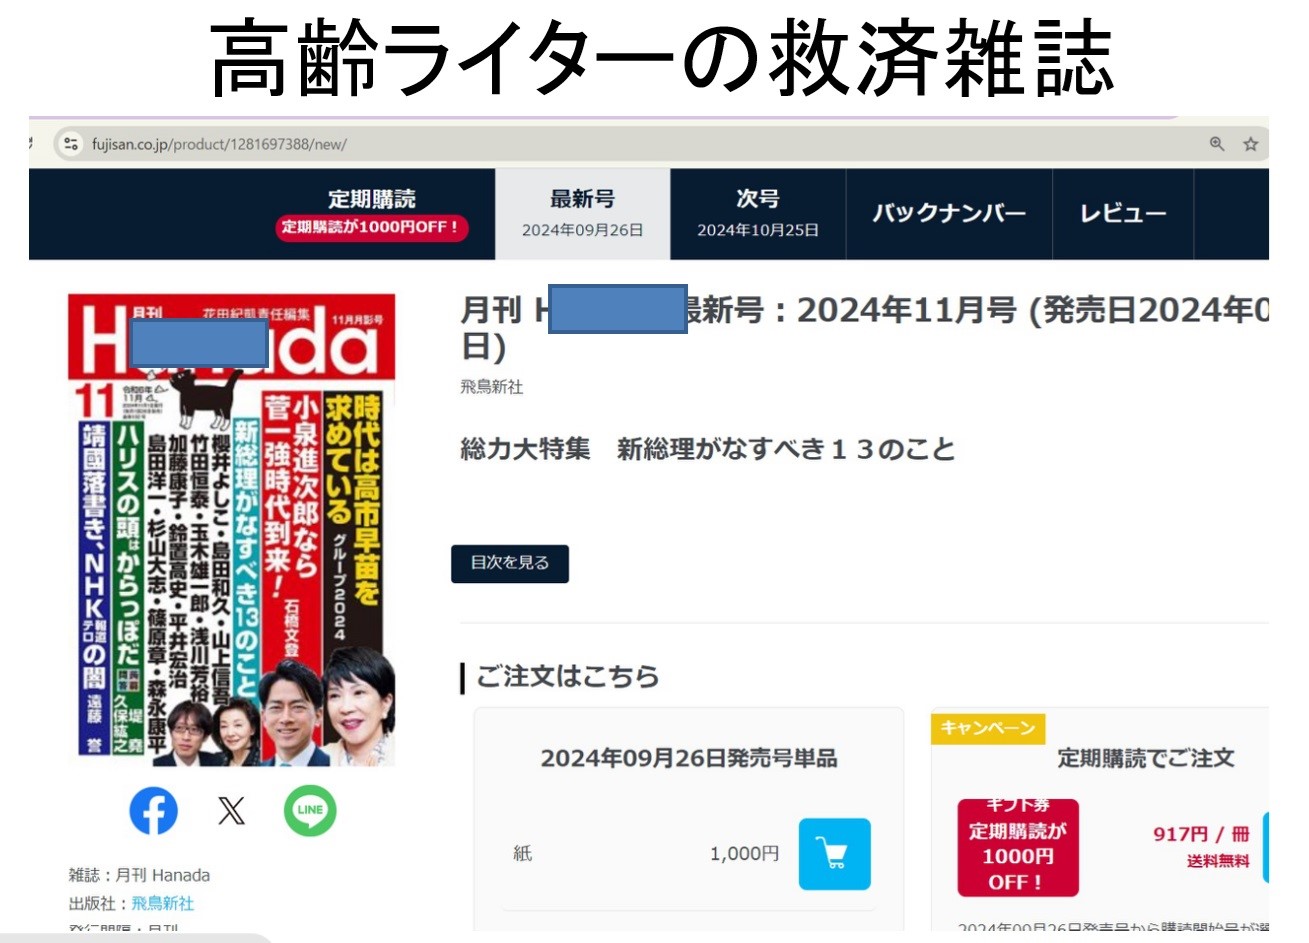 高齢ライターの救済雑誌
fujisan.co.jp/product/1281697388/new/
定期購読
定期購読が1000円OFF！
最新号
2024年09月26日
次号
2024年10月25日
バックナンバー
レビュー
月刊
花田紀凱責任編集
11月月影号
H
ada
11
令和6年
11月
時代は高市早苗を
求めている グループ2024
小泉進次郎なら
菅一強時代到来！ 石橋文登
新総理がなすべき13のこと
櫻井よしこ・島田和久・山上信吾
竹田恒泰・玉木雄一郎・浅川芳裕
加藤康子・鈴置高史・平井宏治
島田洋一・杉山大志・篠原章・森永康平
ハリスの頭はからっぽだ 堤堯 久保紘之
靖國落書き、NHK報道テロの闇 遠藤誉
月刊 H
最新号：2024年11月号 (発売日2024年0
日)
飛鳥新社
総力大特集　新総理がなすべき１３のこと
目次を見る
ご注文はこちら
2024年09月26日発売号単品
紙
1,000円
キャンペーン
定期購読でご注文
ギフト券
定期購読が
1000円
OFF！
917円 / 冊
送料無料
2024年09月26日発売号から購読開始号が選
LINE
雑誌：月刊 Hanada
出版社：飛鳥新社
発行間隔：月刊